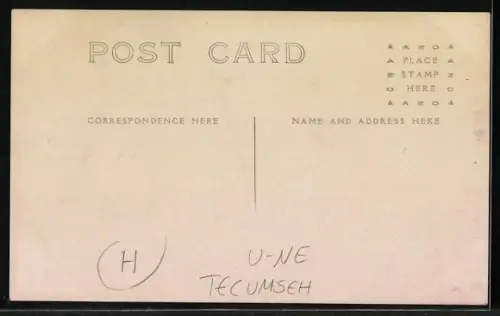 POST CARD
A Z O
PLACE
STAMP
HERE
A Z O
CORRESPONDENCE HERE
NAME AND ADDRESS HERE
H
U-NE
TECUMSEH